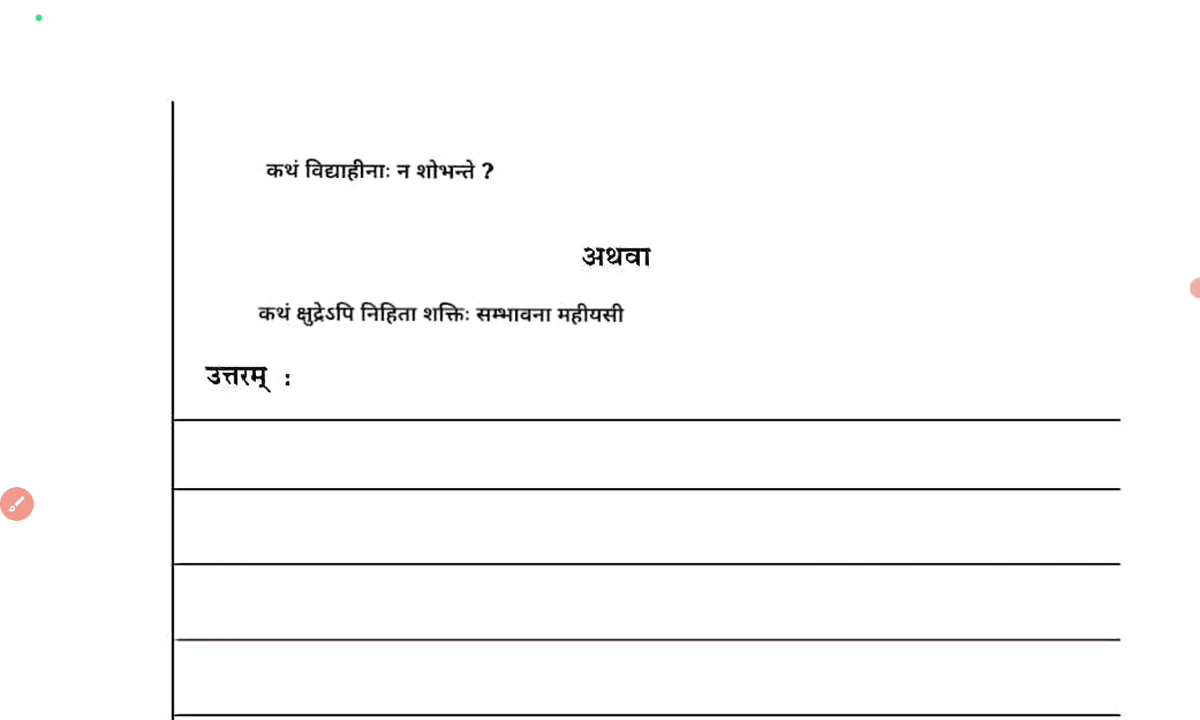 कथं विद्याहीनाः न शोभन्ते ?
अथवा
कथं क्षुद्रेऽपि निहिता शक्तिः सम्भावना महीयसी
उत्तरम् :